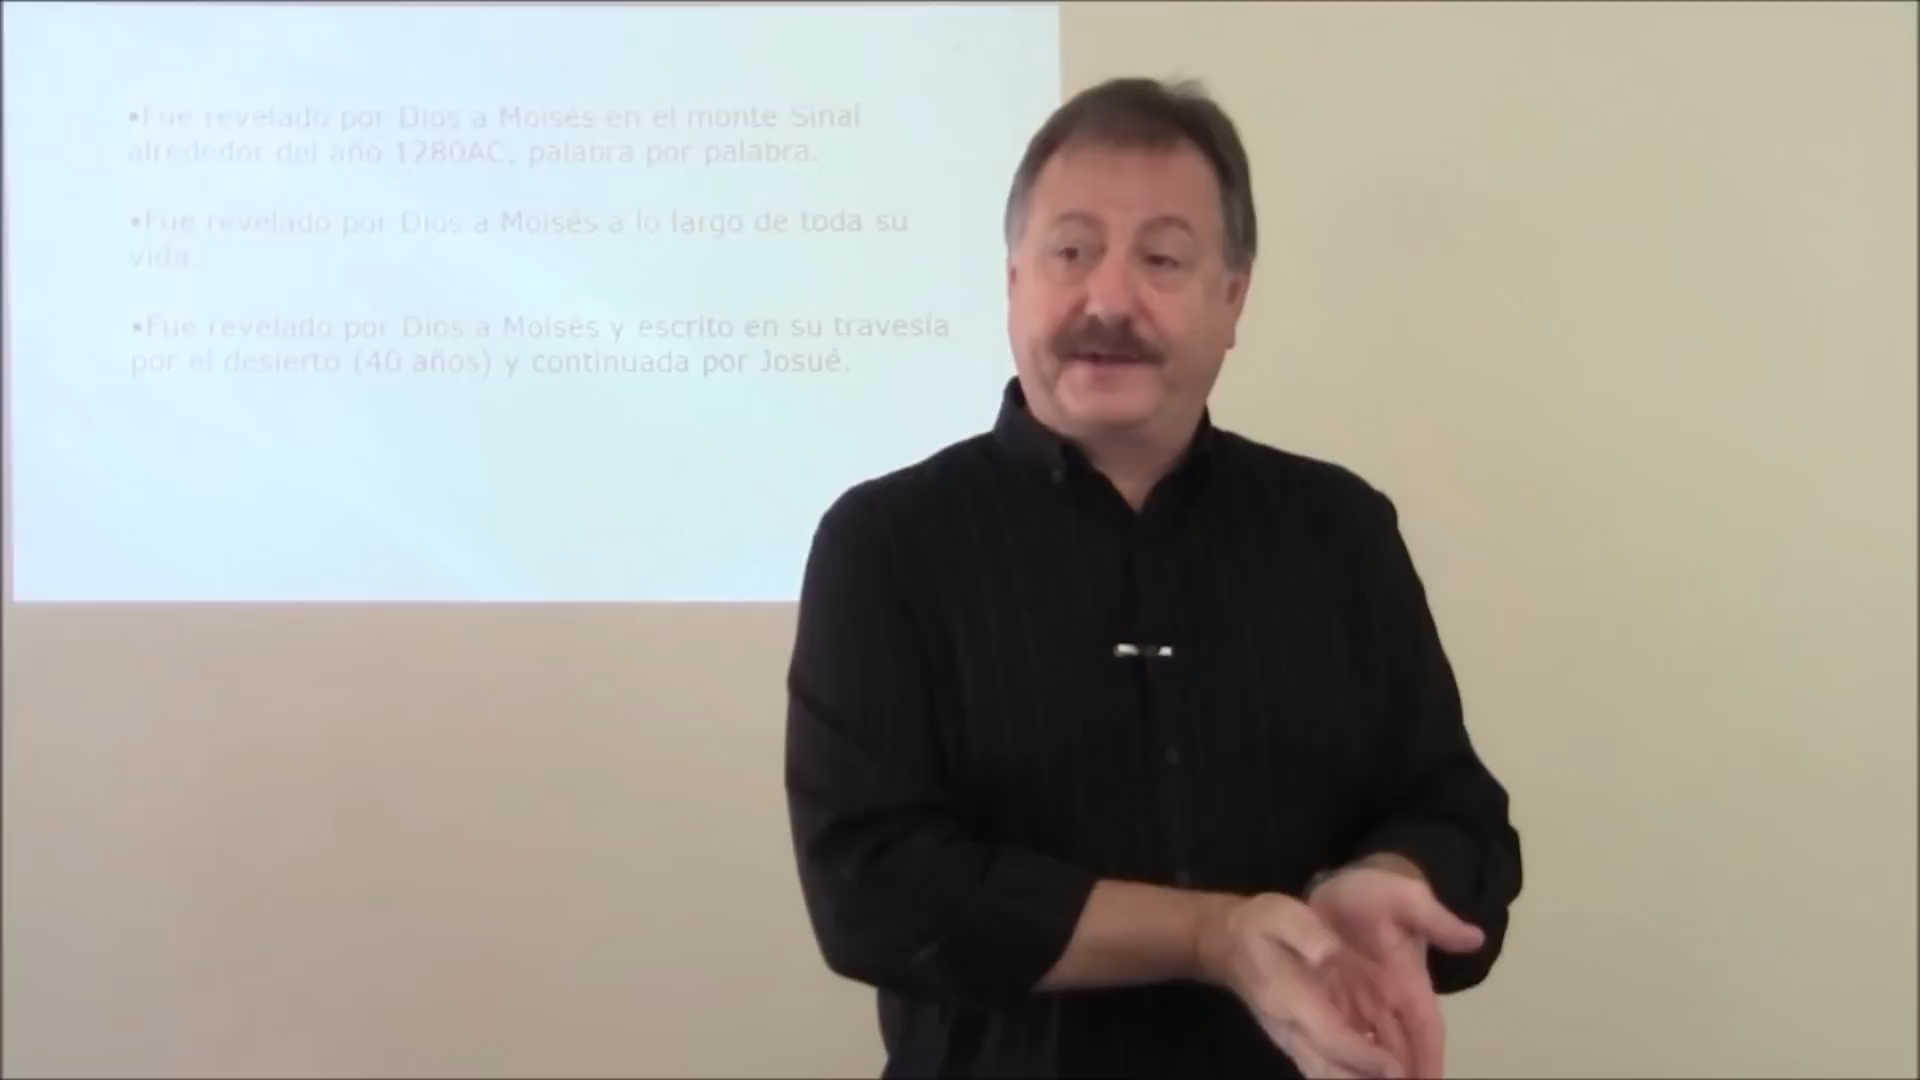 •Fue revelado por Dios a Moisés en el monte Sinaí
alrededor del año 1280AC, palabra por palabra.
•Fue revelado por Dios a Moisés a lo largo de toda su
vida.
•Fue revelado por Dios a Moisés y escrito en su travesía
por el desierto (40 años) y continuada por Josué.